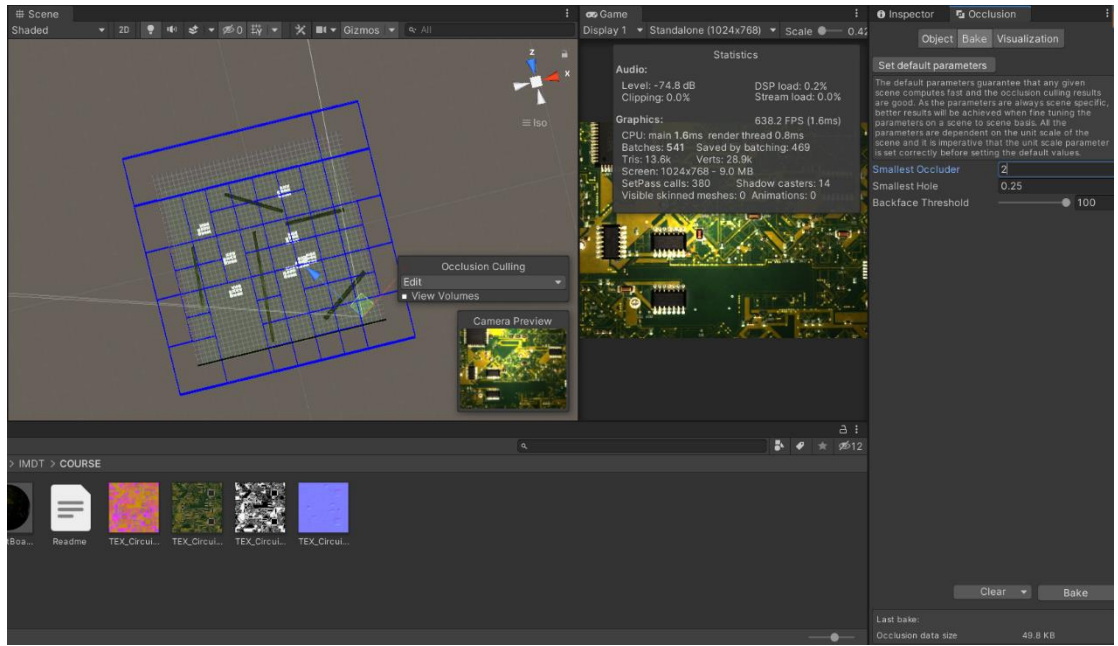 Scene
Shaded
2D
0
Gizmos
All
z
x
Iso
Occlusion Culling
Edit
View Volumes
Camera Preview
Game
Display 1
Standalone (1024x768)
Scale
0.42
Statistics
Audio:
Level: -74.8 dB
DSP load: 0.2%
Clipping: 0.0%
Stream load: 0.0%
Graphics:
638.2 FPS (1.6ms)
CPU: main 1.6ms render thread 0.8ms
Batches: 541 Saved by batching: 469
Tris: 13.6k Verts: 28.9k
Screen: 1024x768 - 9.0 MB
SetPass calls: 380 Shadow casters: 14
Visible skinned meshes: 0 Animations: 0
Inspector
Occlusion
Object
Bake
Visualization
Set default parameters
The default parameters guarantee that any given
scene computes fast and the occlusion culling results
are good. As the parameters are always scene specific,
better results will be achieved when fine tuning the
parameters on a scene to scene basis. All the
parameters are dependent on the unit scale of the
scene and it is imperative that the unit scale parameter
is set correctly before setting the default values.
Smallest Occluder 2
Smallest Hole 0.25
Backface Threshold 100
12
> IMDT > COURSE
tBoa...
Readme
TEX_Circui...
TEX_Circui...
TEX_Circui...
TEX_Circui...
Clear
Bake
Last bake:
Occlusion data size 49.8 KB